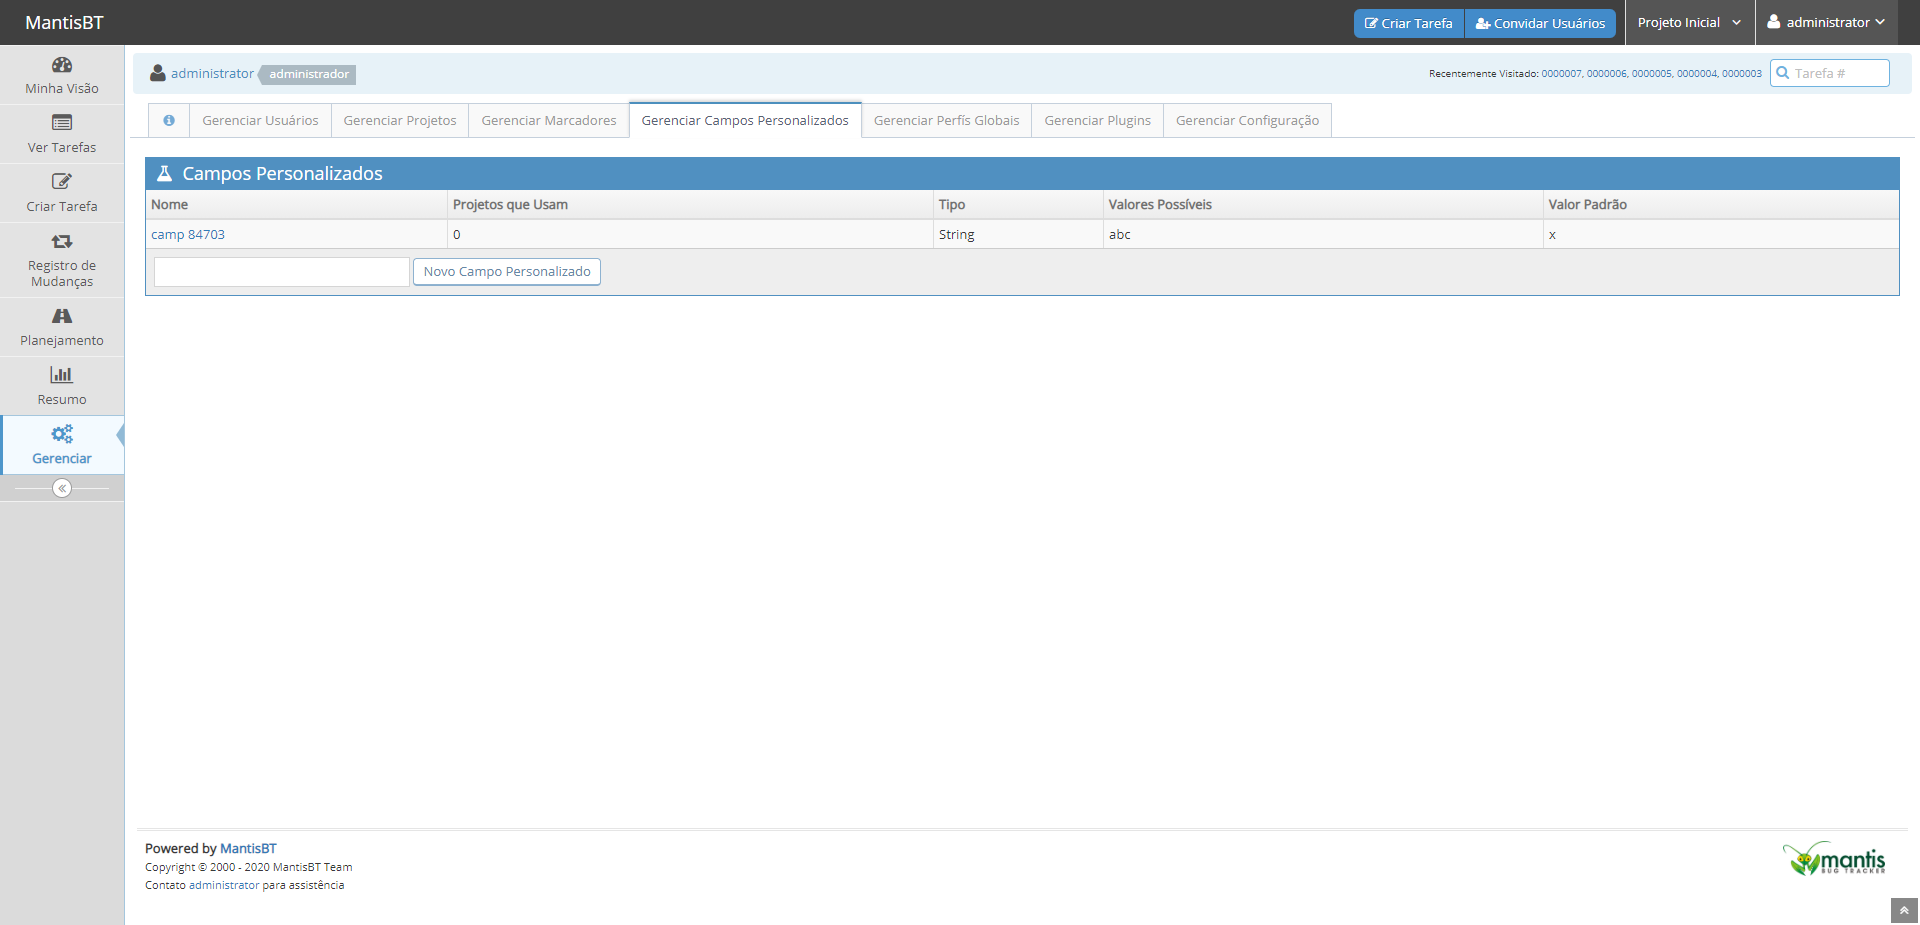 MantisBT
Criar Tarefa
Convidar Usuários
Projeto Inicial
administrator
Minha Visão
Ver Tarefas
Criar Tarefa
Registro de
Mudanças
Planejamento
Resumo
Gerenciar
administrator administrador
Recentemente Visitado: 0000007, 0000006, 0000005, 0000004, 0000003
Tarefa #
Gerenciar Usuários
Gerenciar Projetos
Gerenciar Marcadores
Gerenciar Campos Personalizados
Gerenciar Perfís Globais
Gerenciar Plugins
Gerenciar Configuração
Campos Personalizados
Nome Projetos que Usam Tipo Valores Possíveis Valor Padrão
camp 84703 0 String abc x
Novo Campo Personalizado
Powered by MantisBT
Copyright © 2000 - 2020 MantisBT Team
Contato administrator para assistência
mantis
BUG TRACKER